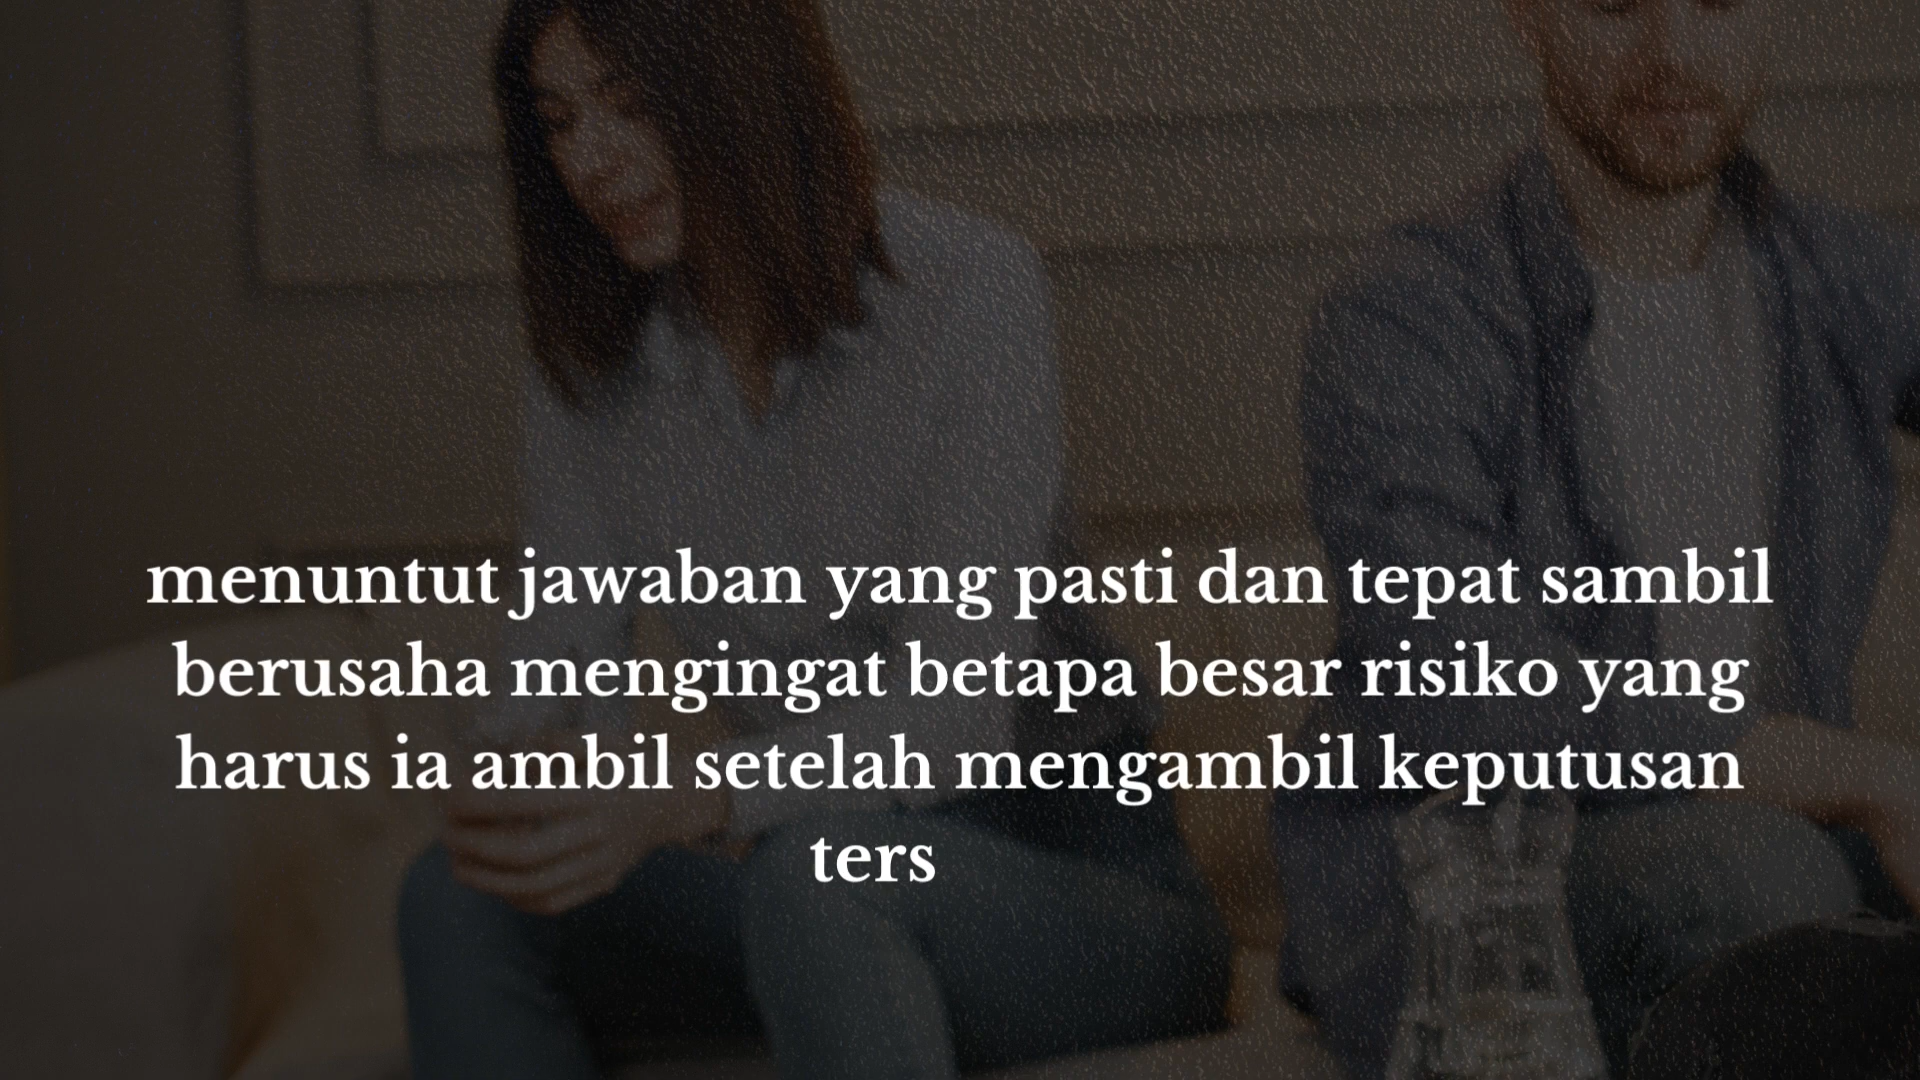 menuntut jawaban yang pasti dan tepat sambil
berusaha mengingat betapa besar risiko yang
harus ia ambil setelah mengambil keputusan
ters